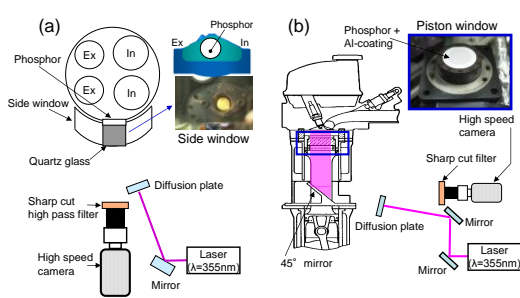 (a)
Phosphor
Ex
In
Ex
In
Ex
In
Phosphor
Side window
Quartz glass
Side window
Diffusion plate
Sharp cut
high pass filter
High speed
camera
Mirror
Laser
(λ=355nm)
(b)
Piston window
Phosphor +
Al-coating
High speed
camera
Sharp cut filter
Mirror
Diffusion plate
45° mirror
Mirror
Laser
(λ=355nm)